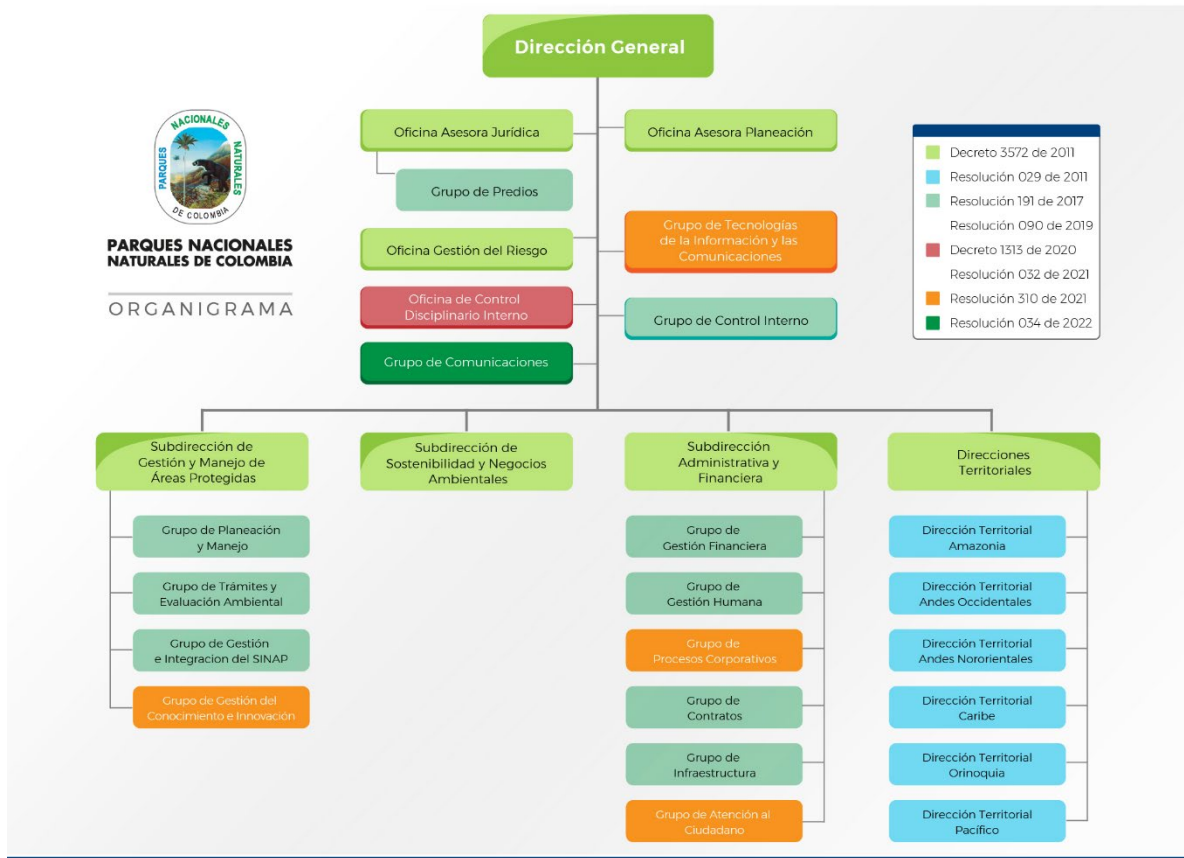 Dirección General
NACIONALES
PARQUES
NATURALES
DE COLOMBIA
PARQUES NACIONALES
NATURALES DE COLOMBIA
ORGANIGRAMA
Oficina Asesora Jurídica
Oficina Asesora Planeación
Grupo de Predios
Oficina Gestión del Riesgo
Grupo de Tecnologías
de la Información y las
Comunicaciones
Oficina de Control
Disciplinario Interno
Grupo de Control Interno
Grupo de Comunicaciones
Decreto 3572 de 2011
Resolución 029 de 2011
Resolución 191 de 2017
Resolución 090 de 2019
Decreto 1313 de 2020
Resolución 032 de 2021
Resolución 310 de 2021
Resolución 034 de 2022
Subdirección de
Gestión y Manejo de
Áreas Protegidas
Grupo de Planeación
y Manejo
Grupo de Trámites y
Evaluación Ambiental
Grupo de Gestión
e Integracion del SINAP
Grupo de Gestión del
Conocimiento e Innovación
Subdirección de
Sostenibilidad y Negocios
Ambientales
Subdirección
Administrativa y
Financiera
Grupo de
Gestión Financiera
Grupo de
Gestión Humana
Grupo de
Procesos Corporativos
Grupo de
Contratos
Grupo de
Infraestructura
Grupo de Atención al
Ciudadano
Direcciones
Territoriales
Dirección Territorial
Amazonia
Dirección Territorial
Andes Occidentales
Dirección Territorial
Andes Nororientales
Dirección Territorial
Caribe
Dirección Territorial
Orinoquia
Dirección Territorial
Pacífico